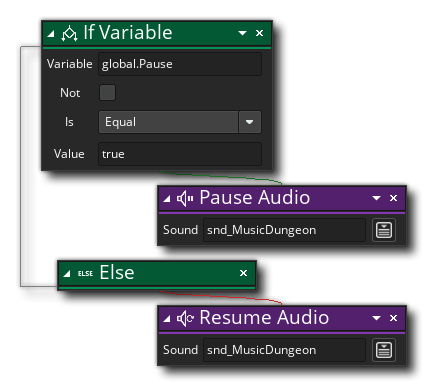 If Variable
Variable global.Pause
Not
Is Equal
Value true
Pause Audio
Sound snd_MusicDungeon
ELSE Else
Resume Audio
Sound snd_MusicDungeon